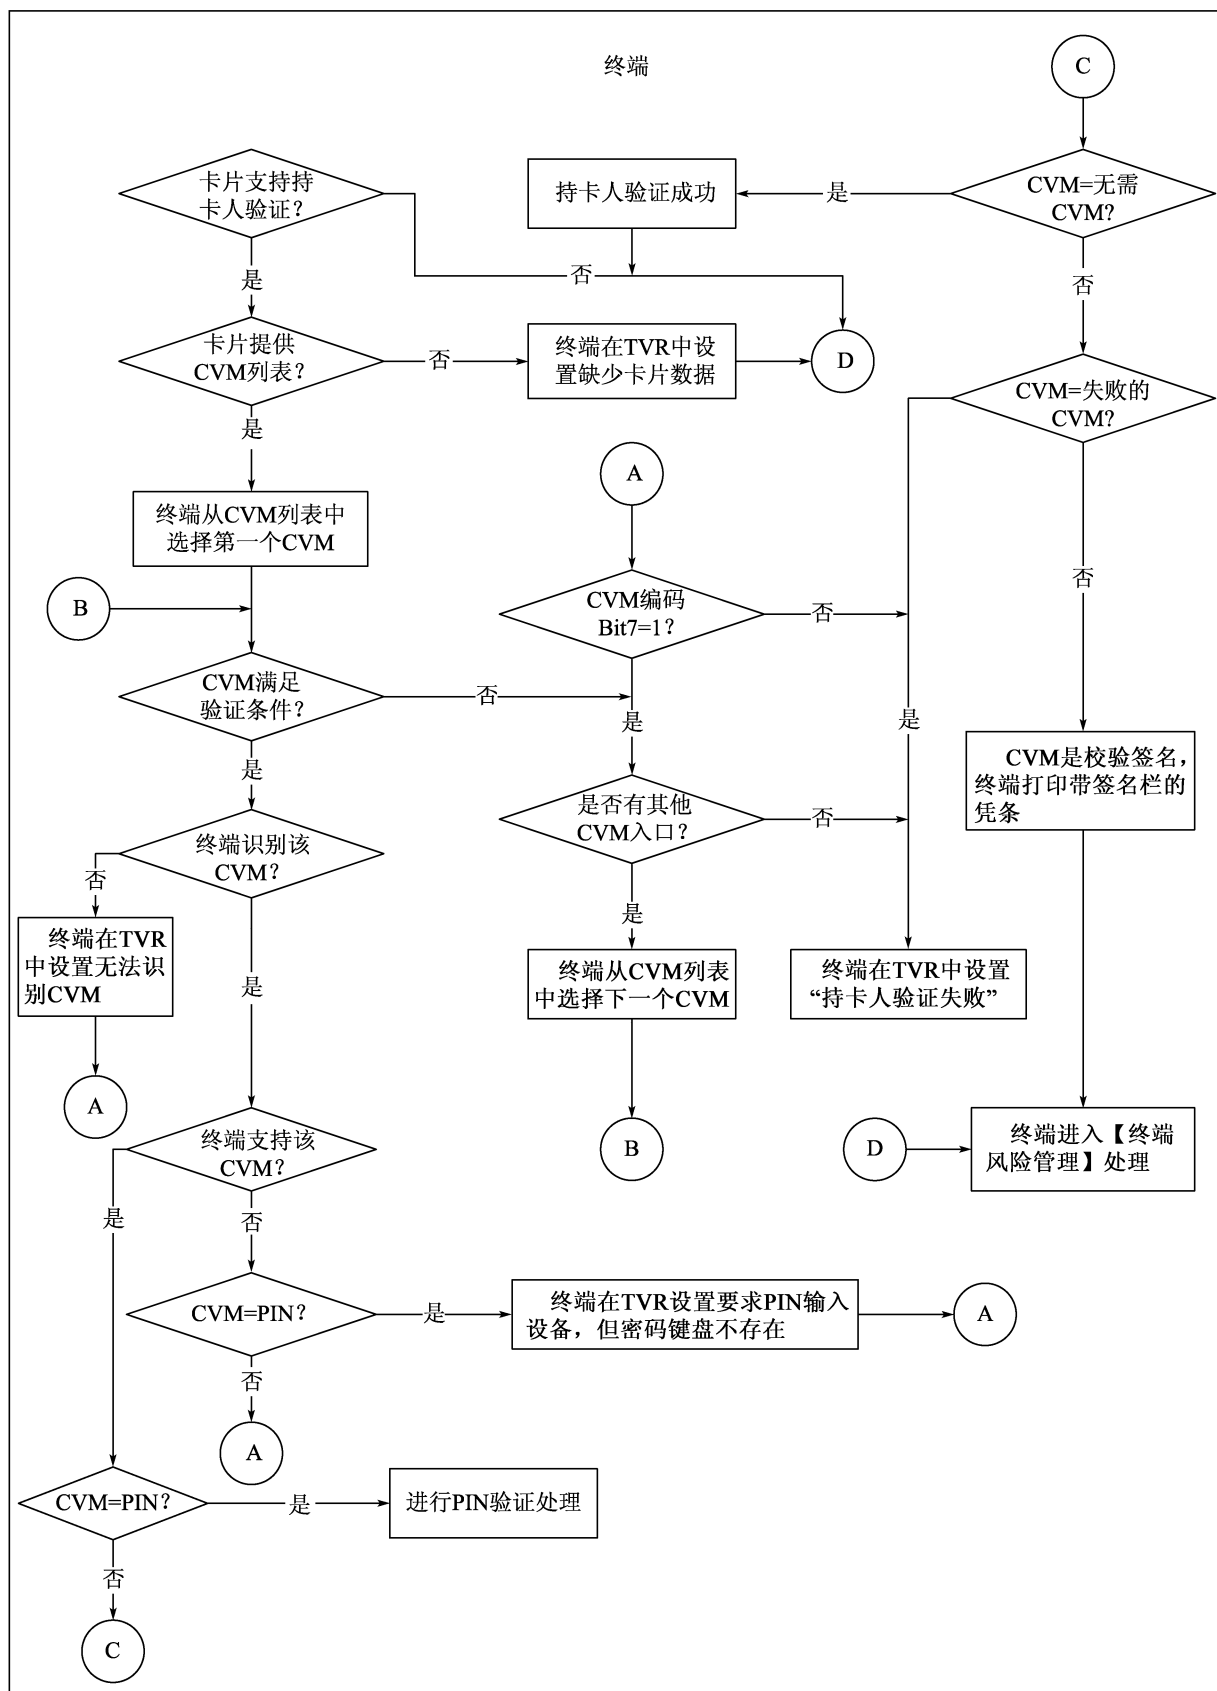 终端
C
卡片支持持
卡人验证？
持卡人验证成功
是
CVM=无需
CVM?
是
否
否
卡片提供
CVM列表？
否
终端在TVR中设
置缺少卡片数据
D
CVM=失败的
CVM?
是
A
终端从CVM列表中
选择第一个CVM
B
CVM编码
Bit7=1？
否
否
CVM满足
验证条件？
否
是
是
是
CVM是校验签名，
终端打印带签名栏的
凭条
是否有其他
CVM入口？
否
终端识别该
CVM？
否
是
终端在TVR
中设置无法识
别CVM
是
终端从CVM列表
中选择下一个CVM
终端在TVR中设置
“持卡人验证失败”
A
终端支持该
CVM？
B
D
终端进入【终端
风险管理】处理
是
否
CVM=PIN？
是
终端在TVR设置要求PIN输入
设备，但密码键盘不存在
A
否
A
CVM=PIN？
是
进行PIN验证处理
否
C